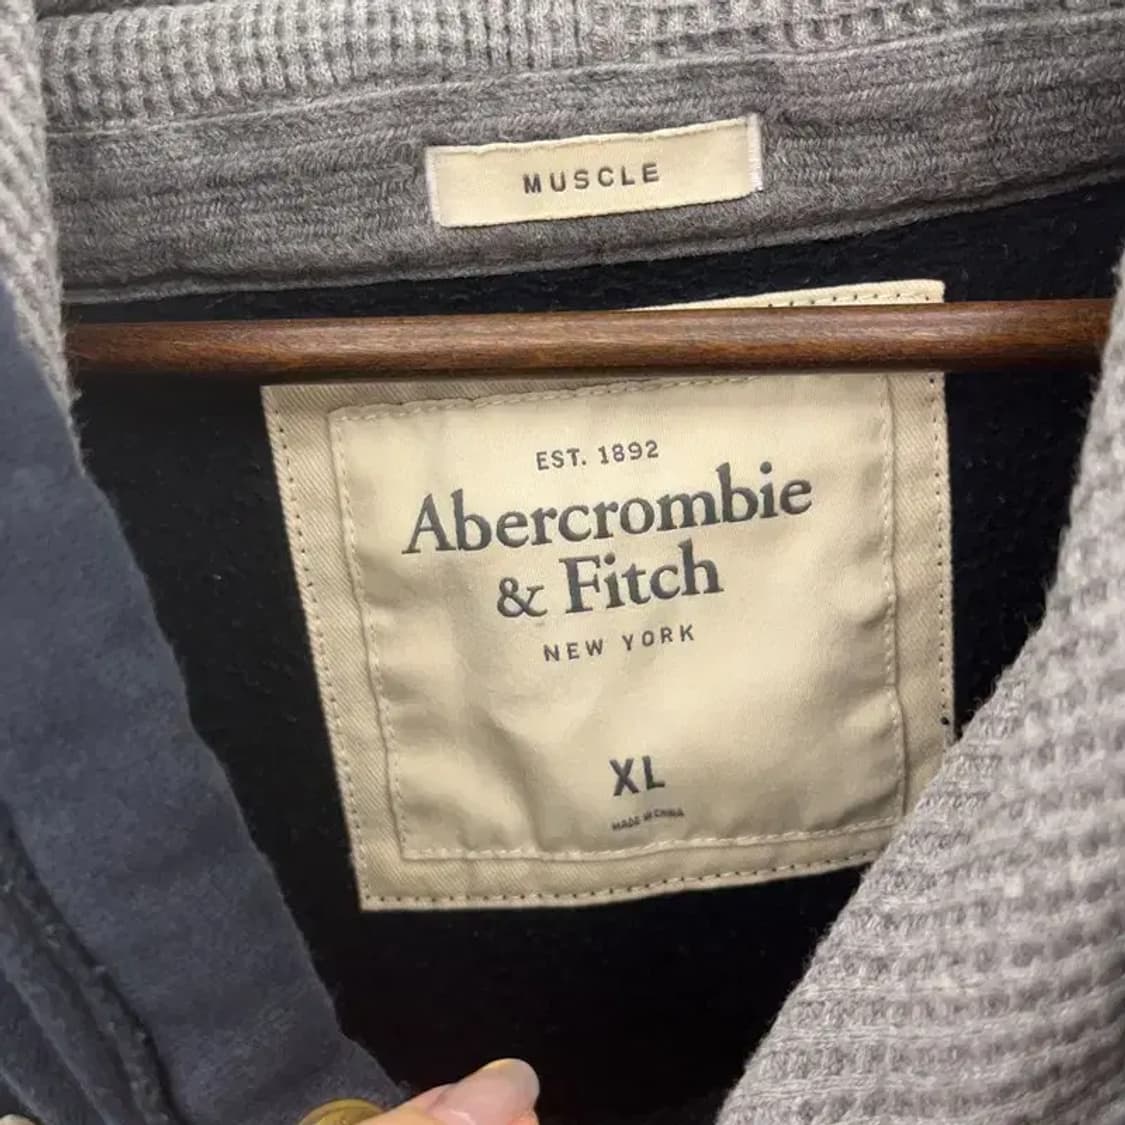 MUSCLE
EST. 1892
Abercrombie
& Fitch
NEW YORK
XL
MADE IN CHINA